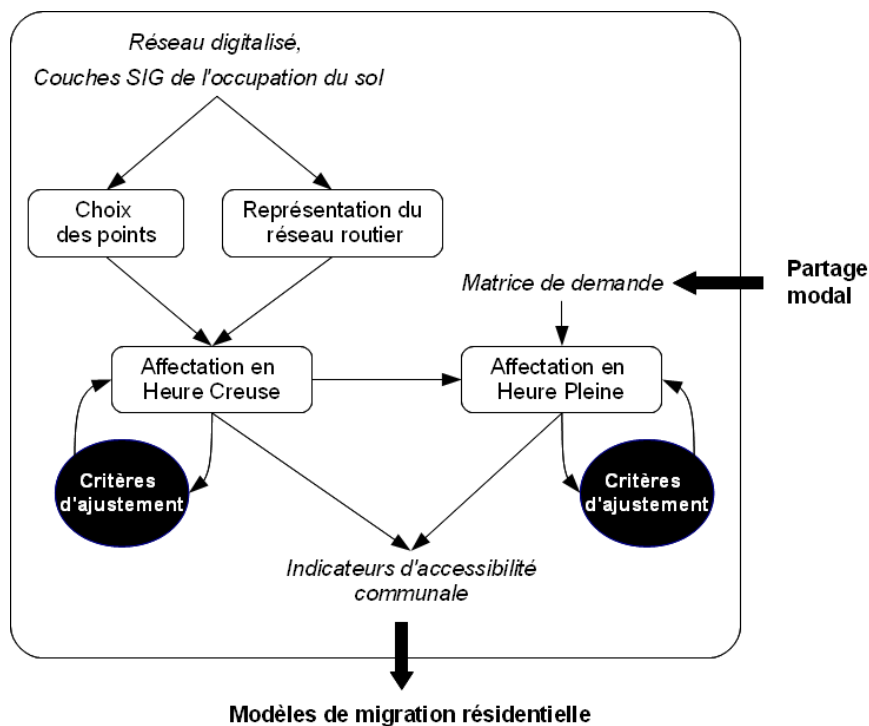 Réseau digitalisé,
Couches SIG de l'occupation du sol
Choix
des points
Représentation du
réseau routier
Partage
modal
Matrice de demande
Affectation en
Heure Creuse
Affectation en
Heure Pleine
Critères
d'ajustement
Critères
d'ajustement
Indicateurs d'accessibilité
communale
Modèles de migration résidentielle